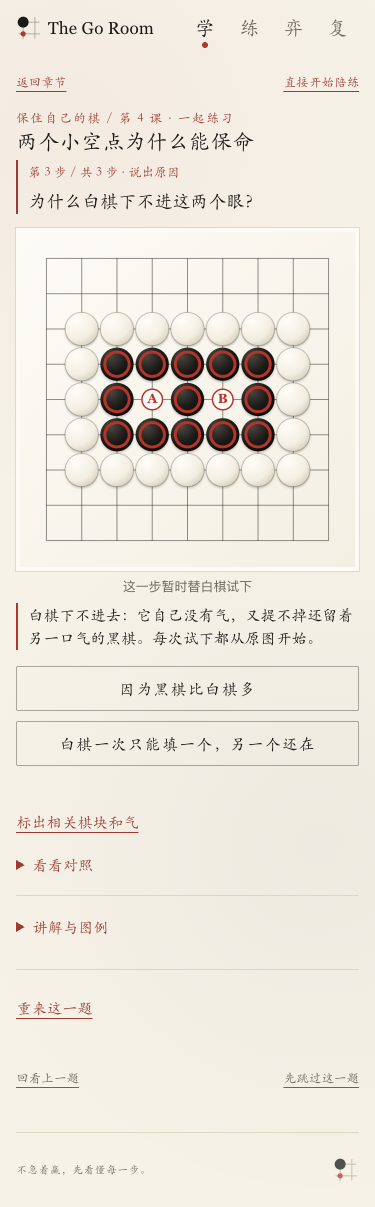 The Go Room 学 练 弈 复
返回章节 直接开始陪练
保住自己的棋 / 第 4 课 · 一起练习
两个小空点为什么能保命
第 3 步 / 共 3 步 · 说出原因
为什么白棋下不进这两个眼?
A B
这一步暂时替白棋试下
白棋下不进去：它自己没有气，又提不掉还留着
另一口气的黑棋。每次试下都从原图开始。
因为黑棋比白棋多
白棋一次只能填一个，另一个还在
标出相关棋块和气
▶ 看看对照
▶ 讲解与图例
重来这一题
回看上一题 先跳过这一题
不急着赢，先看懂每一步。